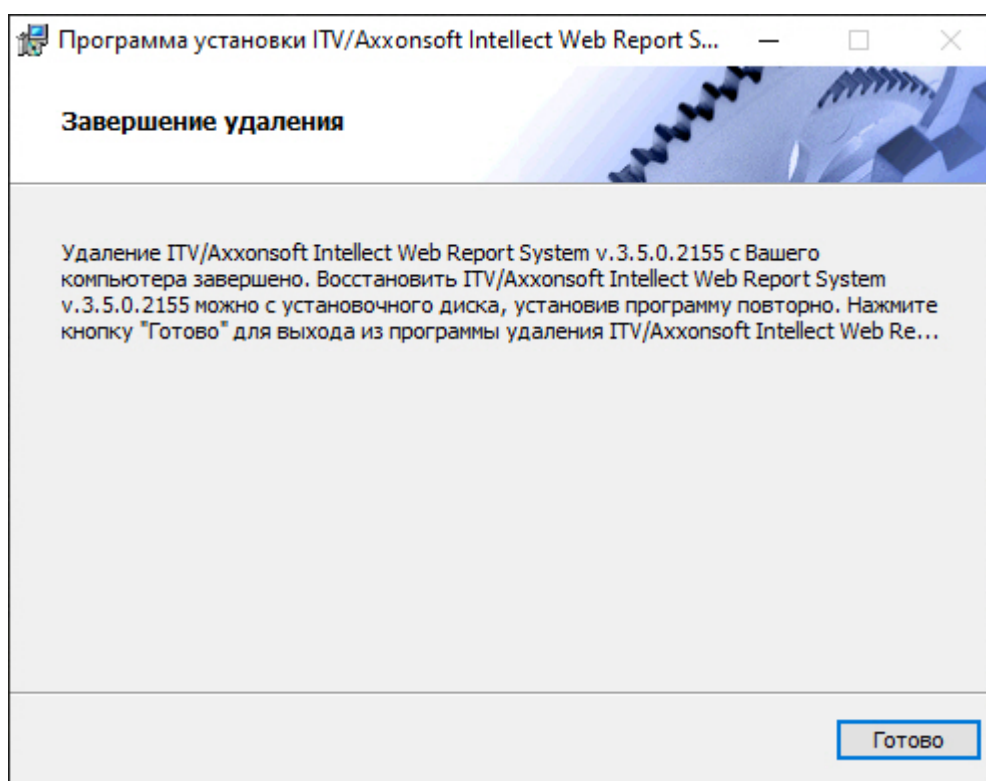 Программа установки ITV/Axxonsoft Intellect Web Report S...
Завершение удаления
Удаление ITV/Axxonsoft Intellect Web Report System v.3.5.0.2155 с Вашего
компьютера завершено. Восстановить ITV/Axxonsoft Intellect Web Report System
v.3.5.0.2155 можно с установочного диска, установив программу повторно. Нажмите
кнопку "Готово" для выхода из программы удаления ITV/Axxonsoft Intellect Web Re...
Готово